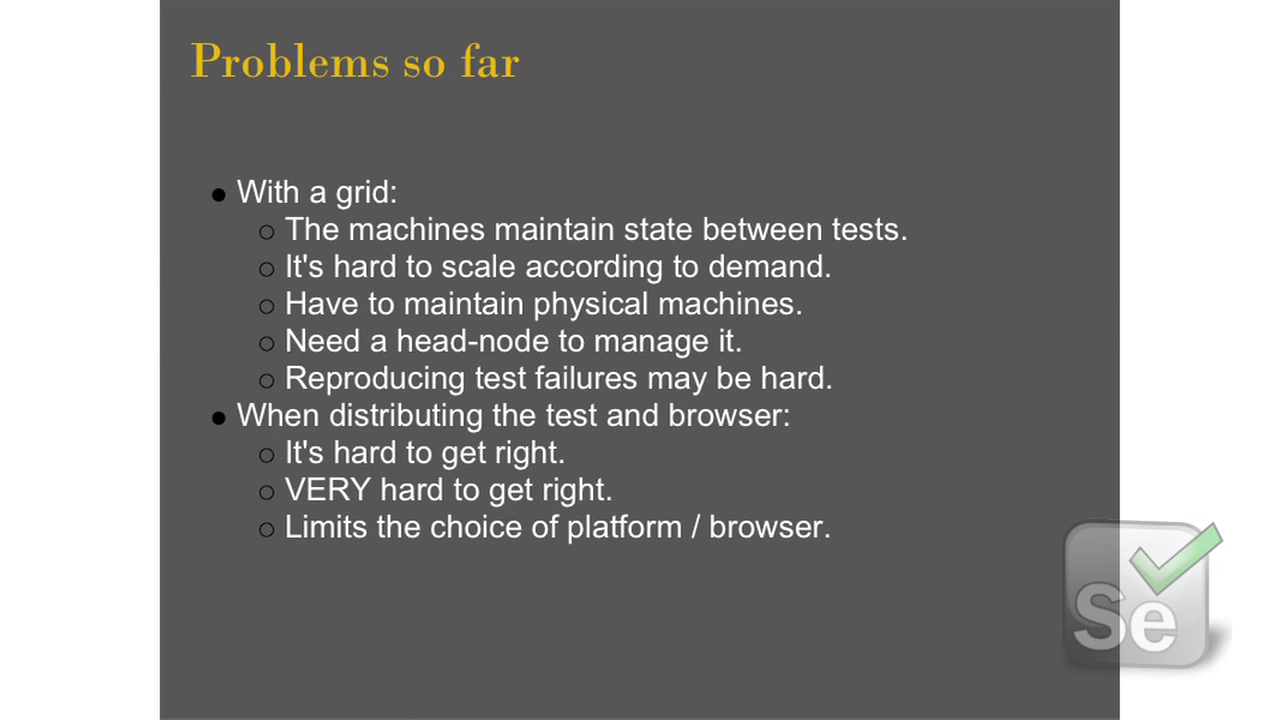 Problems so far
● With a grid:
○ The machines maintain state between tests.
○ It's hard to scale according to demand.
○ Have to maintain physical machines.
○ Need a head-node to manage it.
○ Reproducing test failures may be hard.
● When distributing the test and browser:
○ It's hard to get right.
○ VERY hard to get right.
○ Limits the choice of platform / browser.
Se